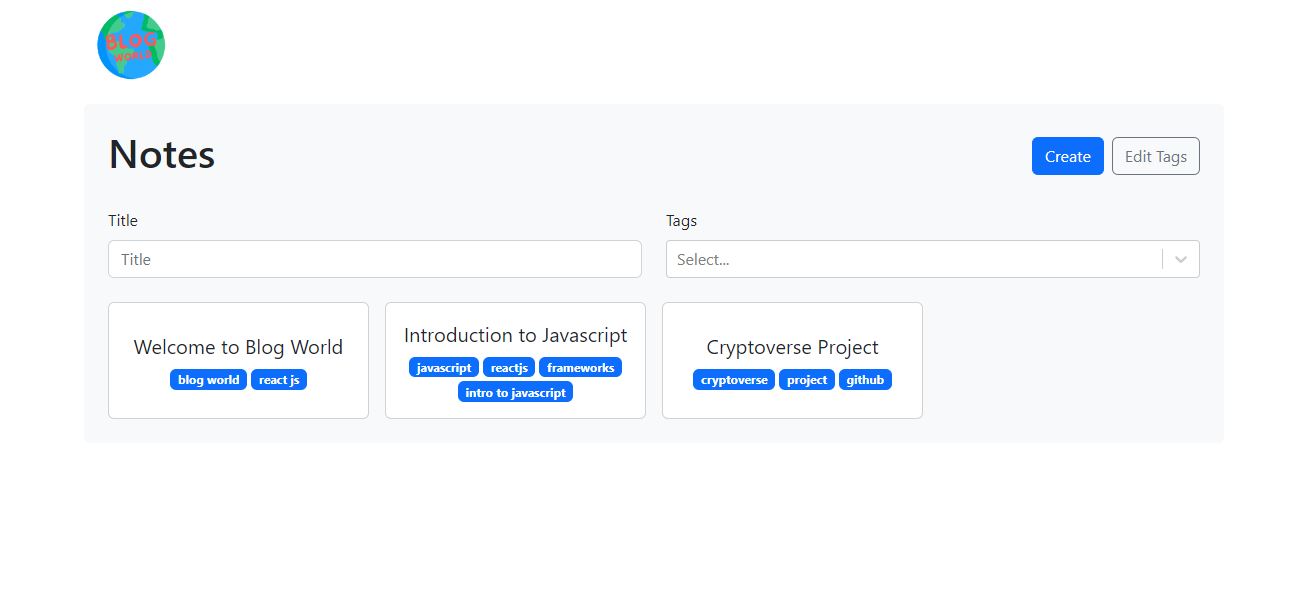 BLOG
WORLD
Notes
Create
Edit Tags
Title
Tags
Title
Select...
Welcome to Blog World
blog world
react js
Introduction to Javascript
javascript
reactjs
frameworks
intro to javascript
Cryptoverse Project
cryptoverse
project
github